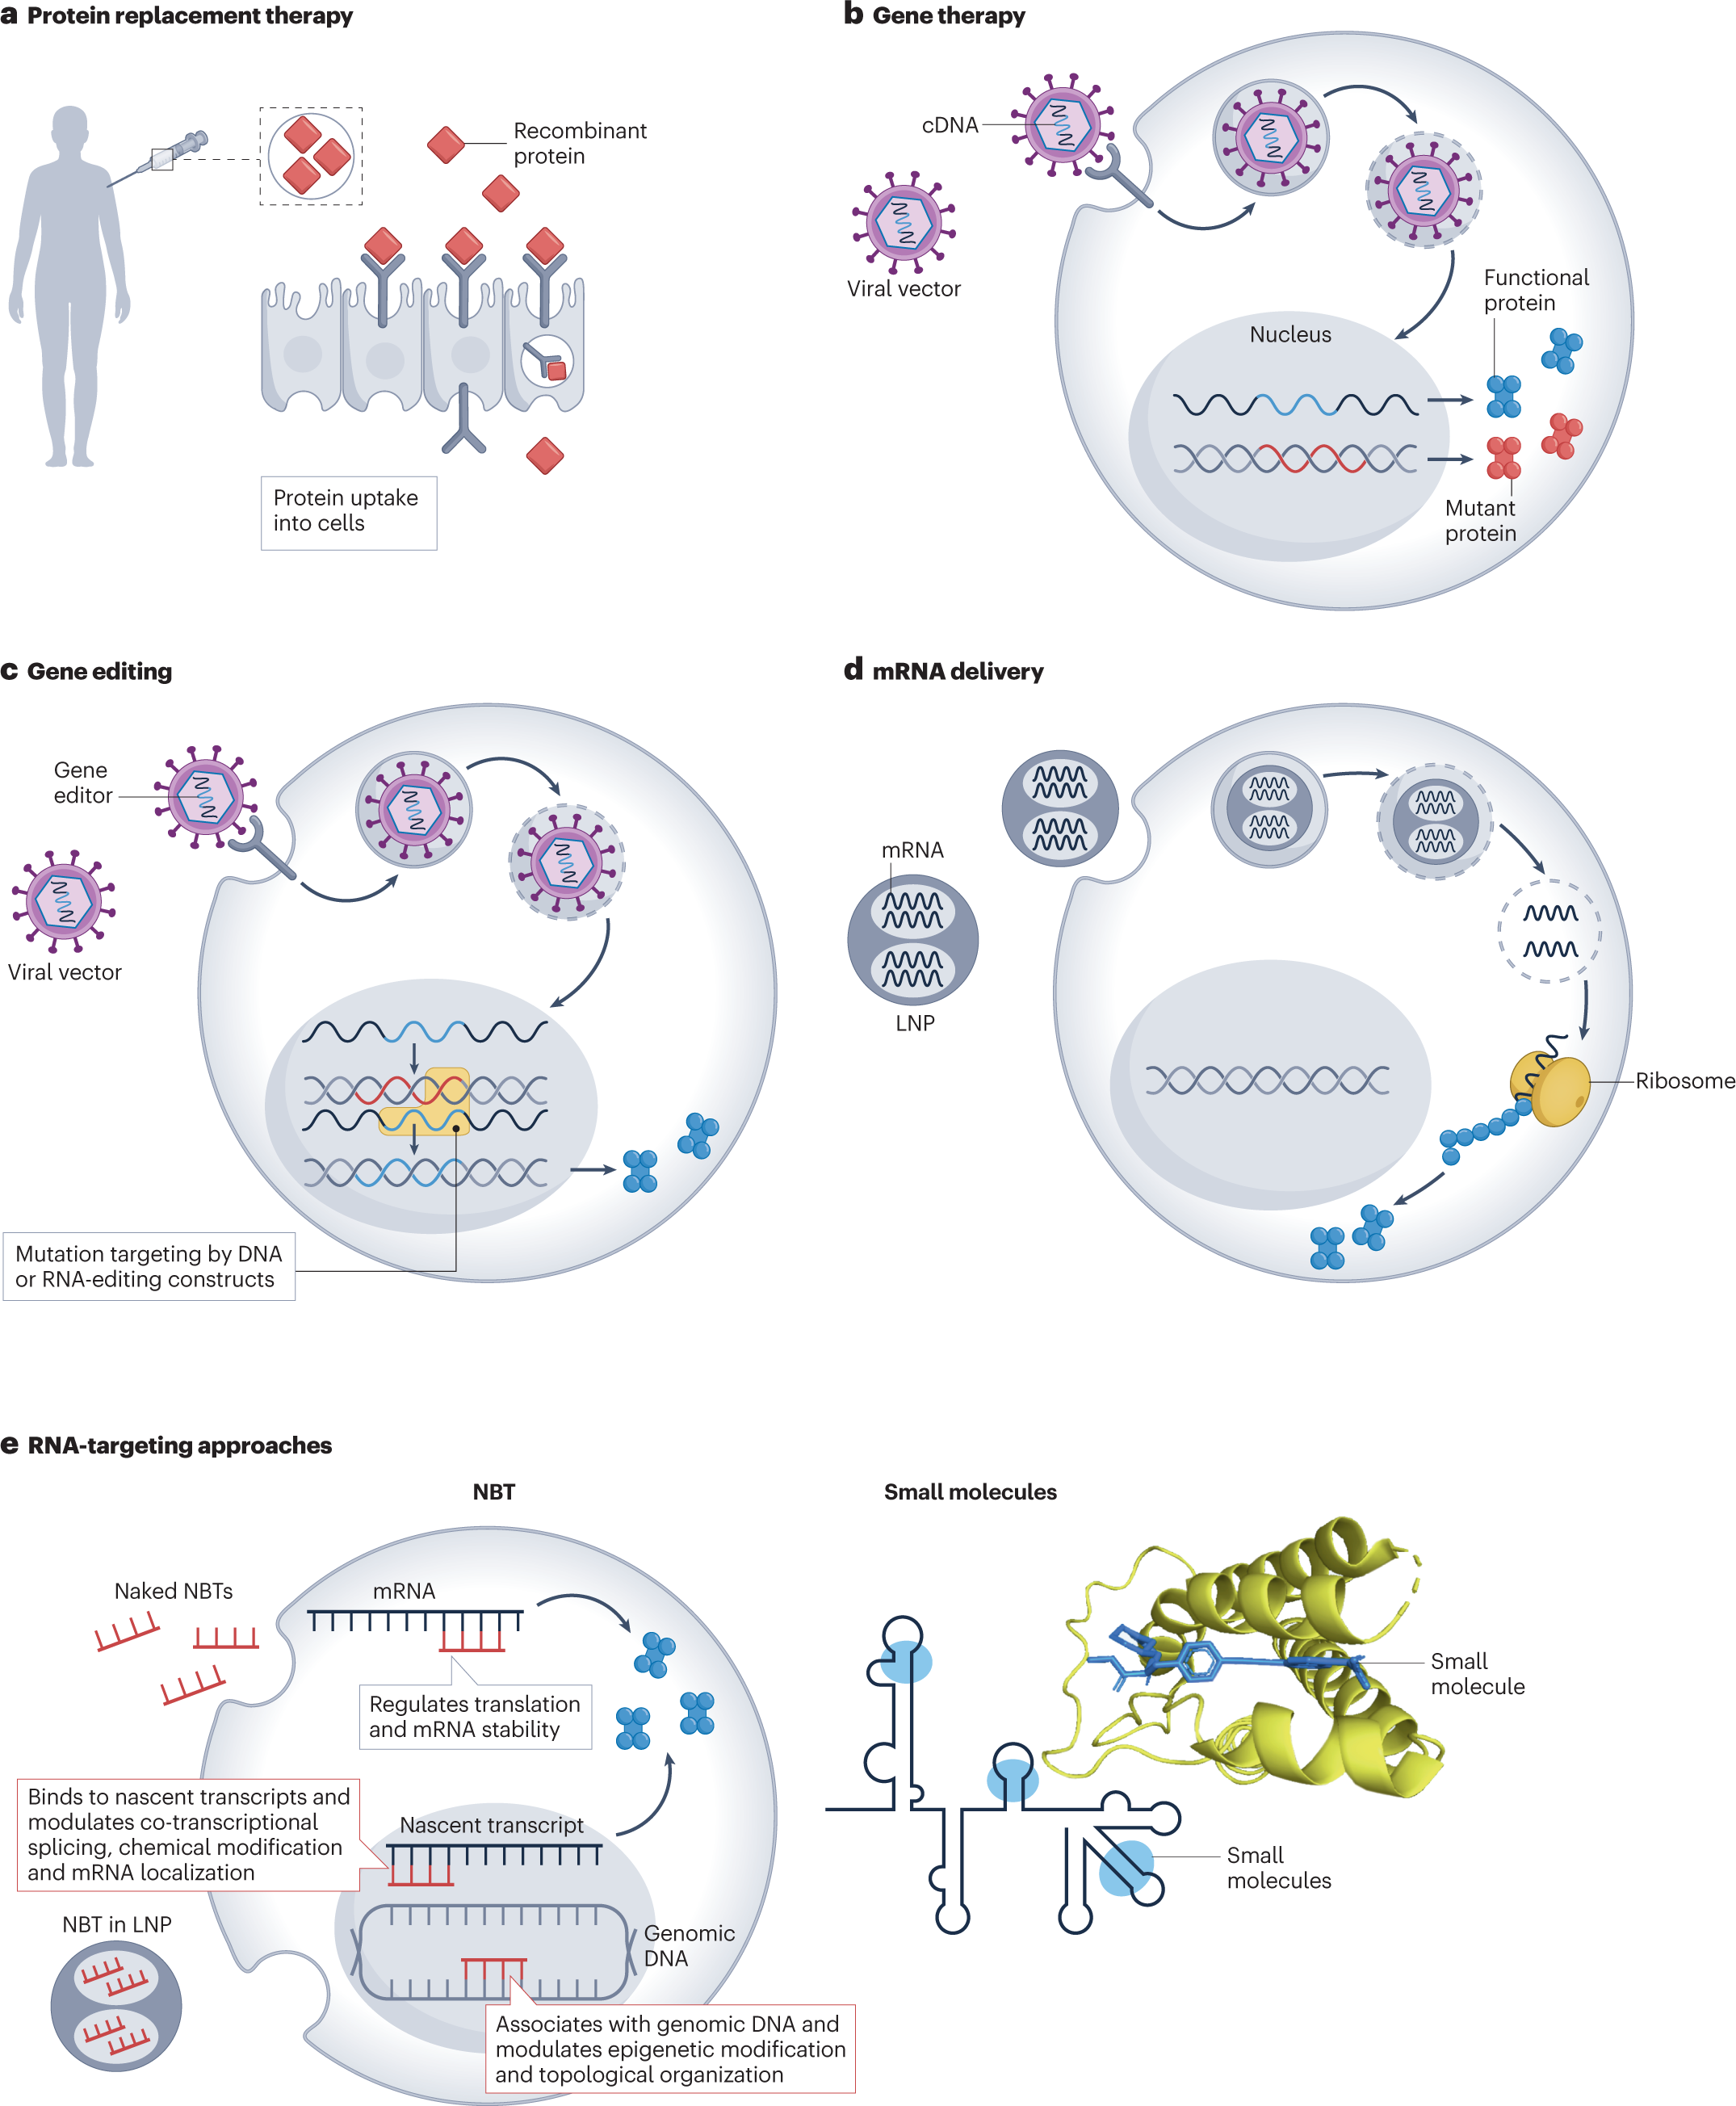 a Protein replacement therapy
Recombinant
protein
Protein uptake
into cells
b Gene therapy
cDNA
Viral vector
Nucleus
Functional
protein
Mutant
protein
c Gene editing
Gene
editor
Viral vector
Mutation targeting by DNA
or RNA-editing constructs
d mRNA delivery
mRNA
LNP
Ribosome
e RNA-targeting approaches
NBT
Naked NBTs
mRNA
Regulates translation
and mRNA stability
Binds to nascent transcripts and
modulates co-transcriptional
splicing, chemical modification
and mRNA localization
Nascent transcript
NBT in LNP
Genomic
DNA
Associates with genomic DNA and
modulates epigenetic modification
and topological organization
Small molecules
Small
molecule
Small
molecules